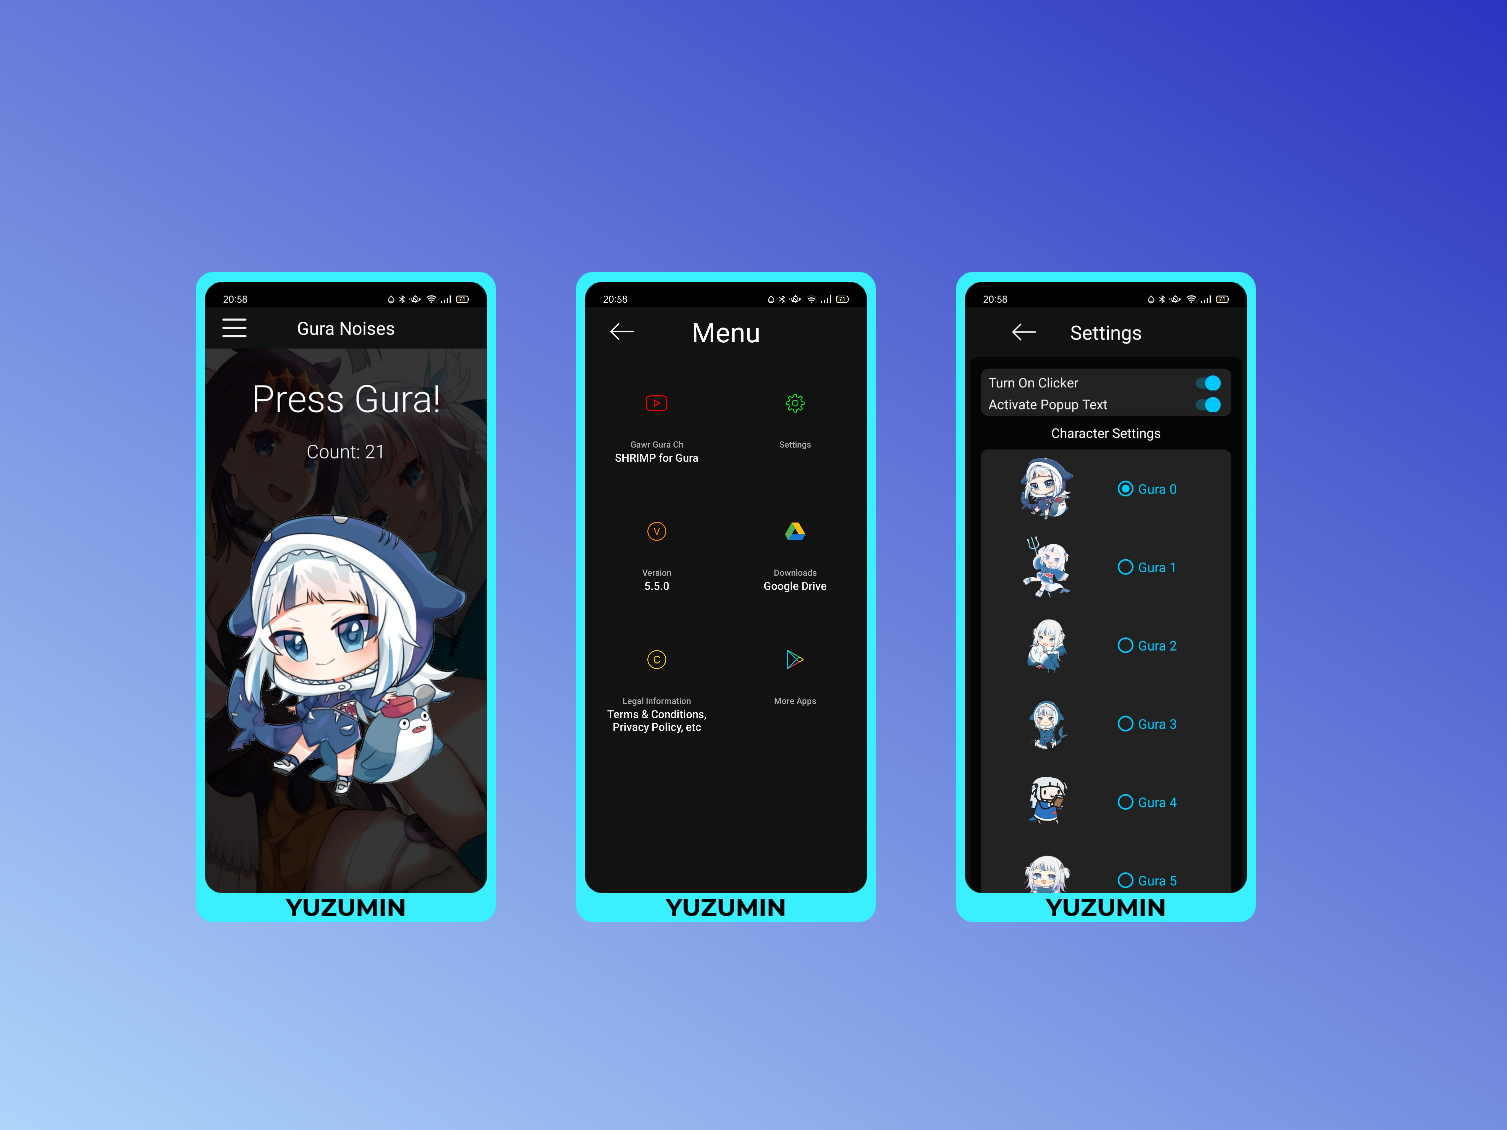 20:58
Gura Noises
Press Gura!
Count: 21
YUZUMIN
20:58
Menu
Gawr Gura Ch
SHRIMP for Gura
Settings
V
Version
5.5.0
Downloads
Google Drive
C
Legal Information
Terms & Conditions,
Privacy Policy, etc
More Apps
YUZUMIN
20:58
Settings
Turn On Clicker
Activate Popup Text
Character Settings
Gura 0
Gura 1
Gura 2
Gura 3
Gura 4
Gura 5
YUZUMIN